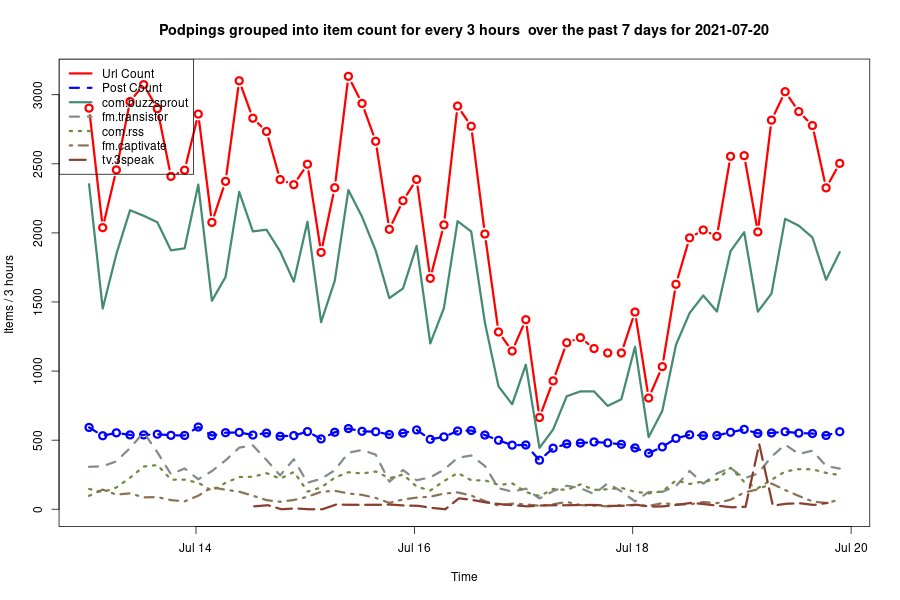 Podpings grouped into item count for every 3 hours  over the past 7 days for 2021-07-20
Url Count
Post Count
com.buzzsprout
fm.transistor
com.rss
fm.captivate
tv.3speak
Items / 3 hours
3000
2500
2000
1500
1000
500
0
Jul 14
Jul 16
Jul 18
Jul 20
Time